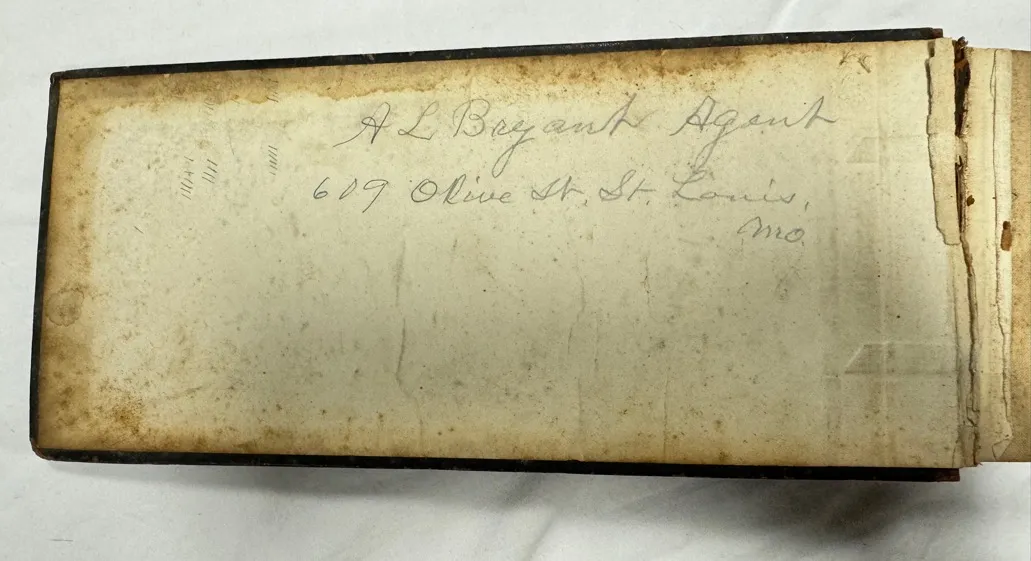 A L Bryant Agent
609 Olive St. St. Louis,
Mo.